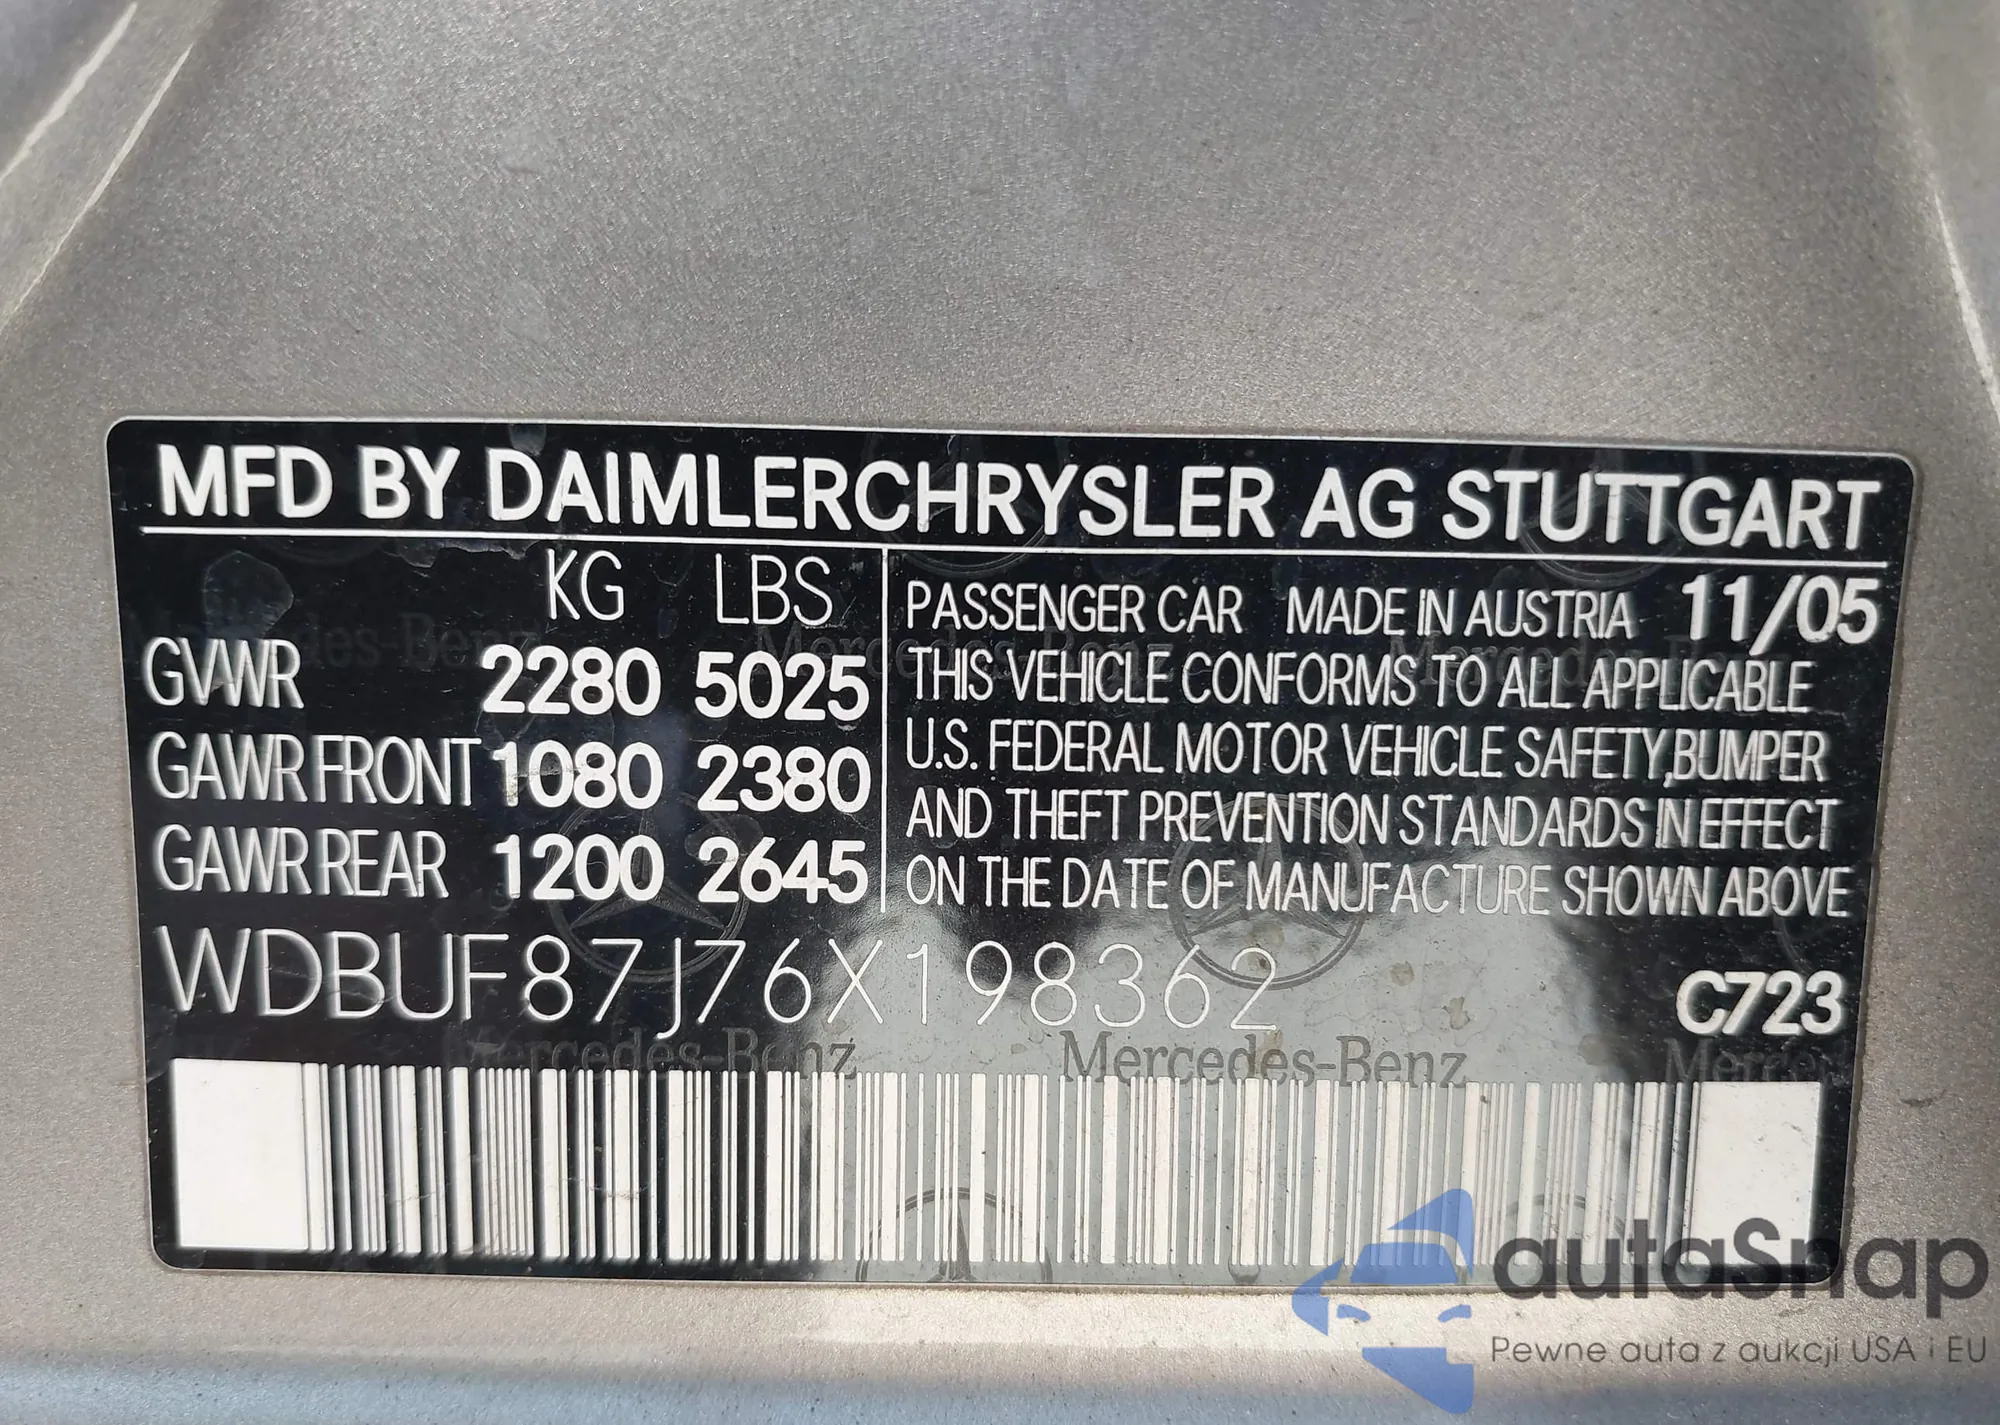 MFD BY DAIMLERCHRYSLER AG STUTTGART
KG LBS
GVWR 2280 5025
GAWR FRONT 1080 2380
GAWR REAR 1200 2645
PASSENGER CAR MADE IN AUSTRIA 11/05
THIS VEHICLE CONFORMS TO ALL APPLICABLE
U.S. FEDERAL MOTOR VEHICLE SAFETY,BUMPER
AND THEFT PREVENTION STANDARDS IN EFFECT
ON THE DATE OF MANUFACTURE SHOWN ABOVE
WDBUF87J76X198362 C723
Mercedes-Benz Mercedes-Benz
autaSnap
Pewne auta z aukcji USA i EU